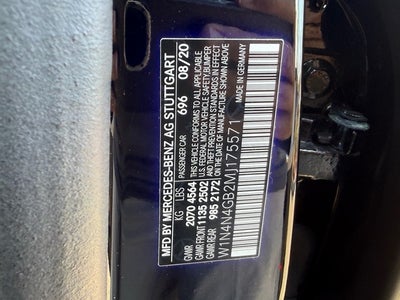 MFD BY MERCEDES-BENZ AG STUTTGART
PASSENGER CAR 696 08/20
KG LBS
GVWR 2070 4564
GAWR FRONT 1135 2502
GAWR REAR 985 2172
THIS VEHICLE CONFORMS TO ALL APPLICABLE
U.S. FEDERAL MOTOR VEHICLE SAFETY, BUMPER
AND THEFT PREVENTION STANDARDS IN EFFECT
ON THE DATE OF MANUFACTURE SHOWN ABOVE
W1N4N4GB2MJ175571
MADE IN GERMANY